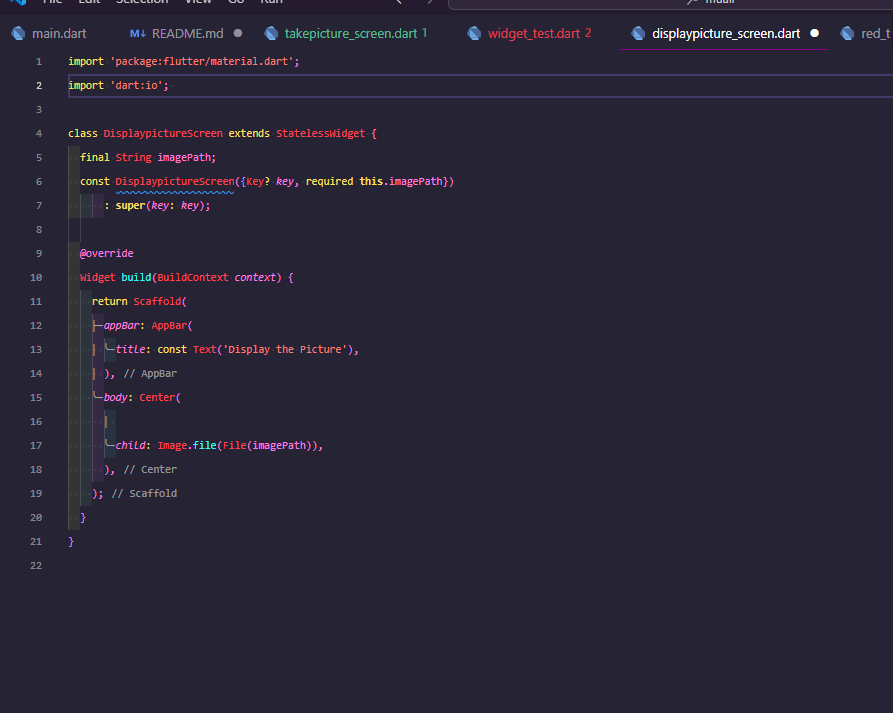 File Edit Selection View Go Run
main.dart README.md takepicture_screen.dart 1 widget_test.dart 2 displaypicture_screen.dart red_t
1 import 'package:flutter/material.dart';
2 import 'dart:io';
3
4 class DisplaypictureScreen extends StatelessWidget {
5 final String imagePath;
6 const DisplaypictureScreen({Key? key, required this.imagePath})
7 : super(key: key);
8
9 @override
10 Widget build(BuildContext context) {
11 return Scaffold(
12 appBar: AppBar(
13 title: const Text('Display the Picture'),
14 ), // AppBar
15 body: Center(
16
17 child: Image.file(File(imagePath)),
18 ), // Center
19 ); // Scaffold
20 }
21 }
22